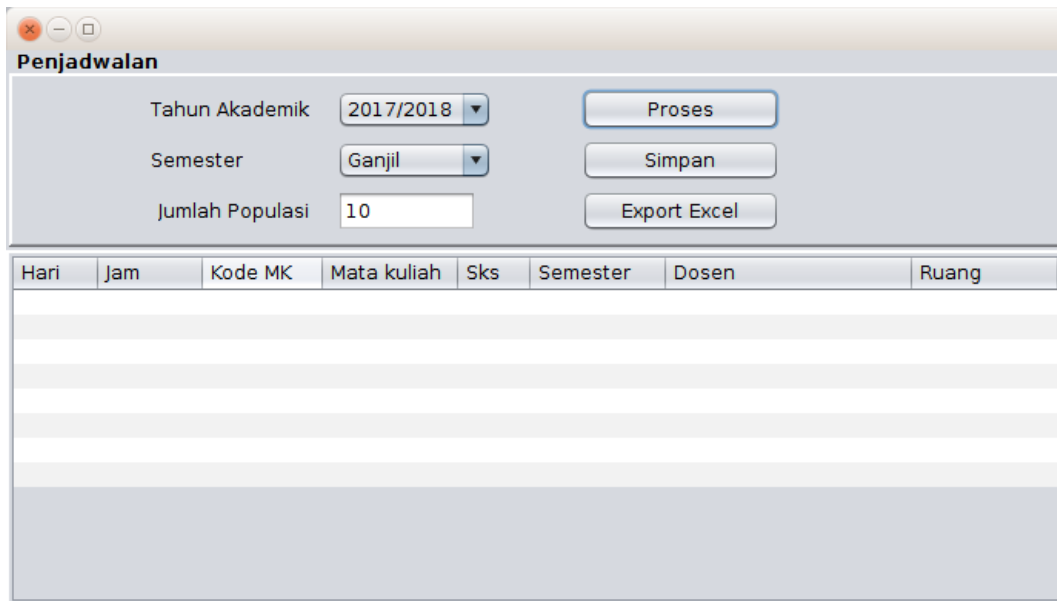 Penjadwalan
Tahun Akademik 2017/2018 Proses
Semester Ganjil Simpan
Jumlah Populasi 10 Export Excel
Hari Jam Kode MK Mata kuliah Sks Semester Dosen Ruang